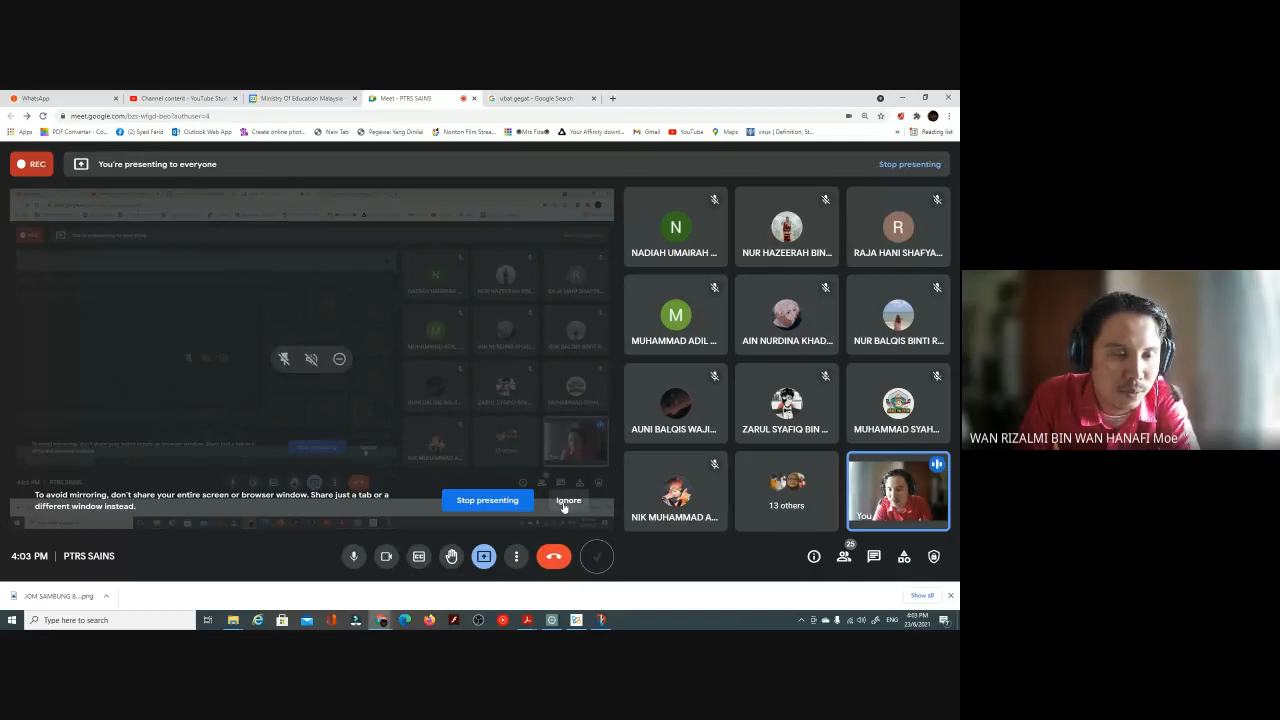 WhatsApp
Channel content - YouTube Stu
Ministry Of Education Malaysia
Meet - PTRS SAINS
ubat gegat - Google Search
meet.google.com/bzs-wfgd-beo?authuser=4
Apps
PDF Converter - Co...
(2) Syed Farid
Outlook Web App
Create online phot...
New Tab
Pegawai Yang Dinilai
Nonton Film Strea...
Mrs Fita
Your Affinity downl...
Gmail
YouTube
Maps
virus | Definition, St...
Reading list
REC
You're presenting to everyone
Stop presenting
NADIAH UMAIRAH ...
NUR HAZEERAH BIN...
RAJA HANI SHAFYA...
MUHAMMAD ADIL ...
AIN NURDINA KHAD...
NUR BALQIS BINTI R...
AUNI BALQIS WAJI...
ZARUL SYAFIQ BIN ...
MUHAMMAD SYAH...
NIK MUHAMMAD A...
13 others
You
To avoid mirroring, don't share your entire screen or browser window. Share just a tab or a
different window instead.
Stop presenting
Ignore
WAN RIZALMI BIN WAN HANAFI Moe
4:03 PM | PTRS SAINS
25
JOM SAMBUNG B....png
Show all
Type here to search
ENG
4:03 PM
23/6/2021